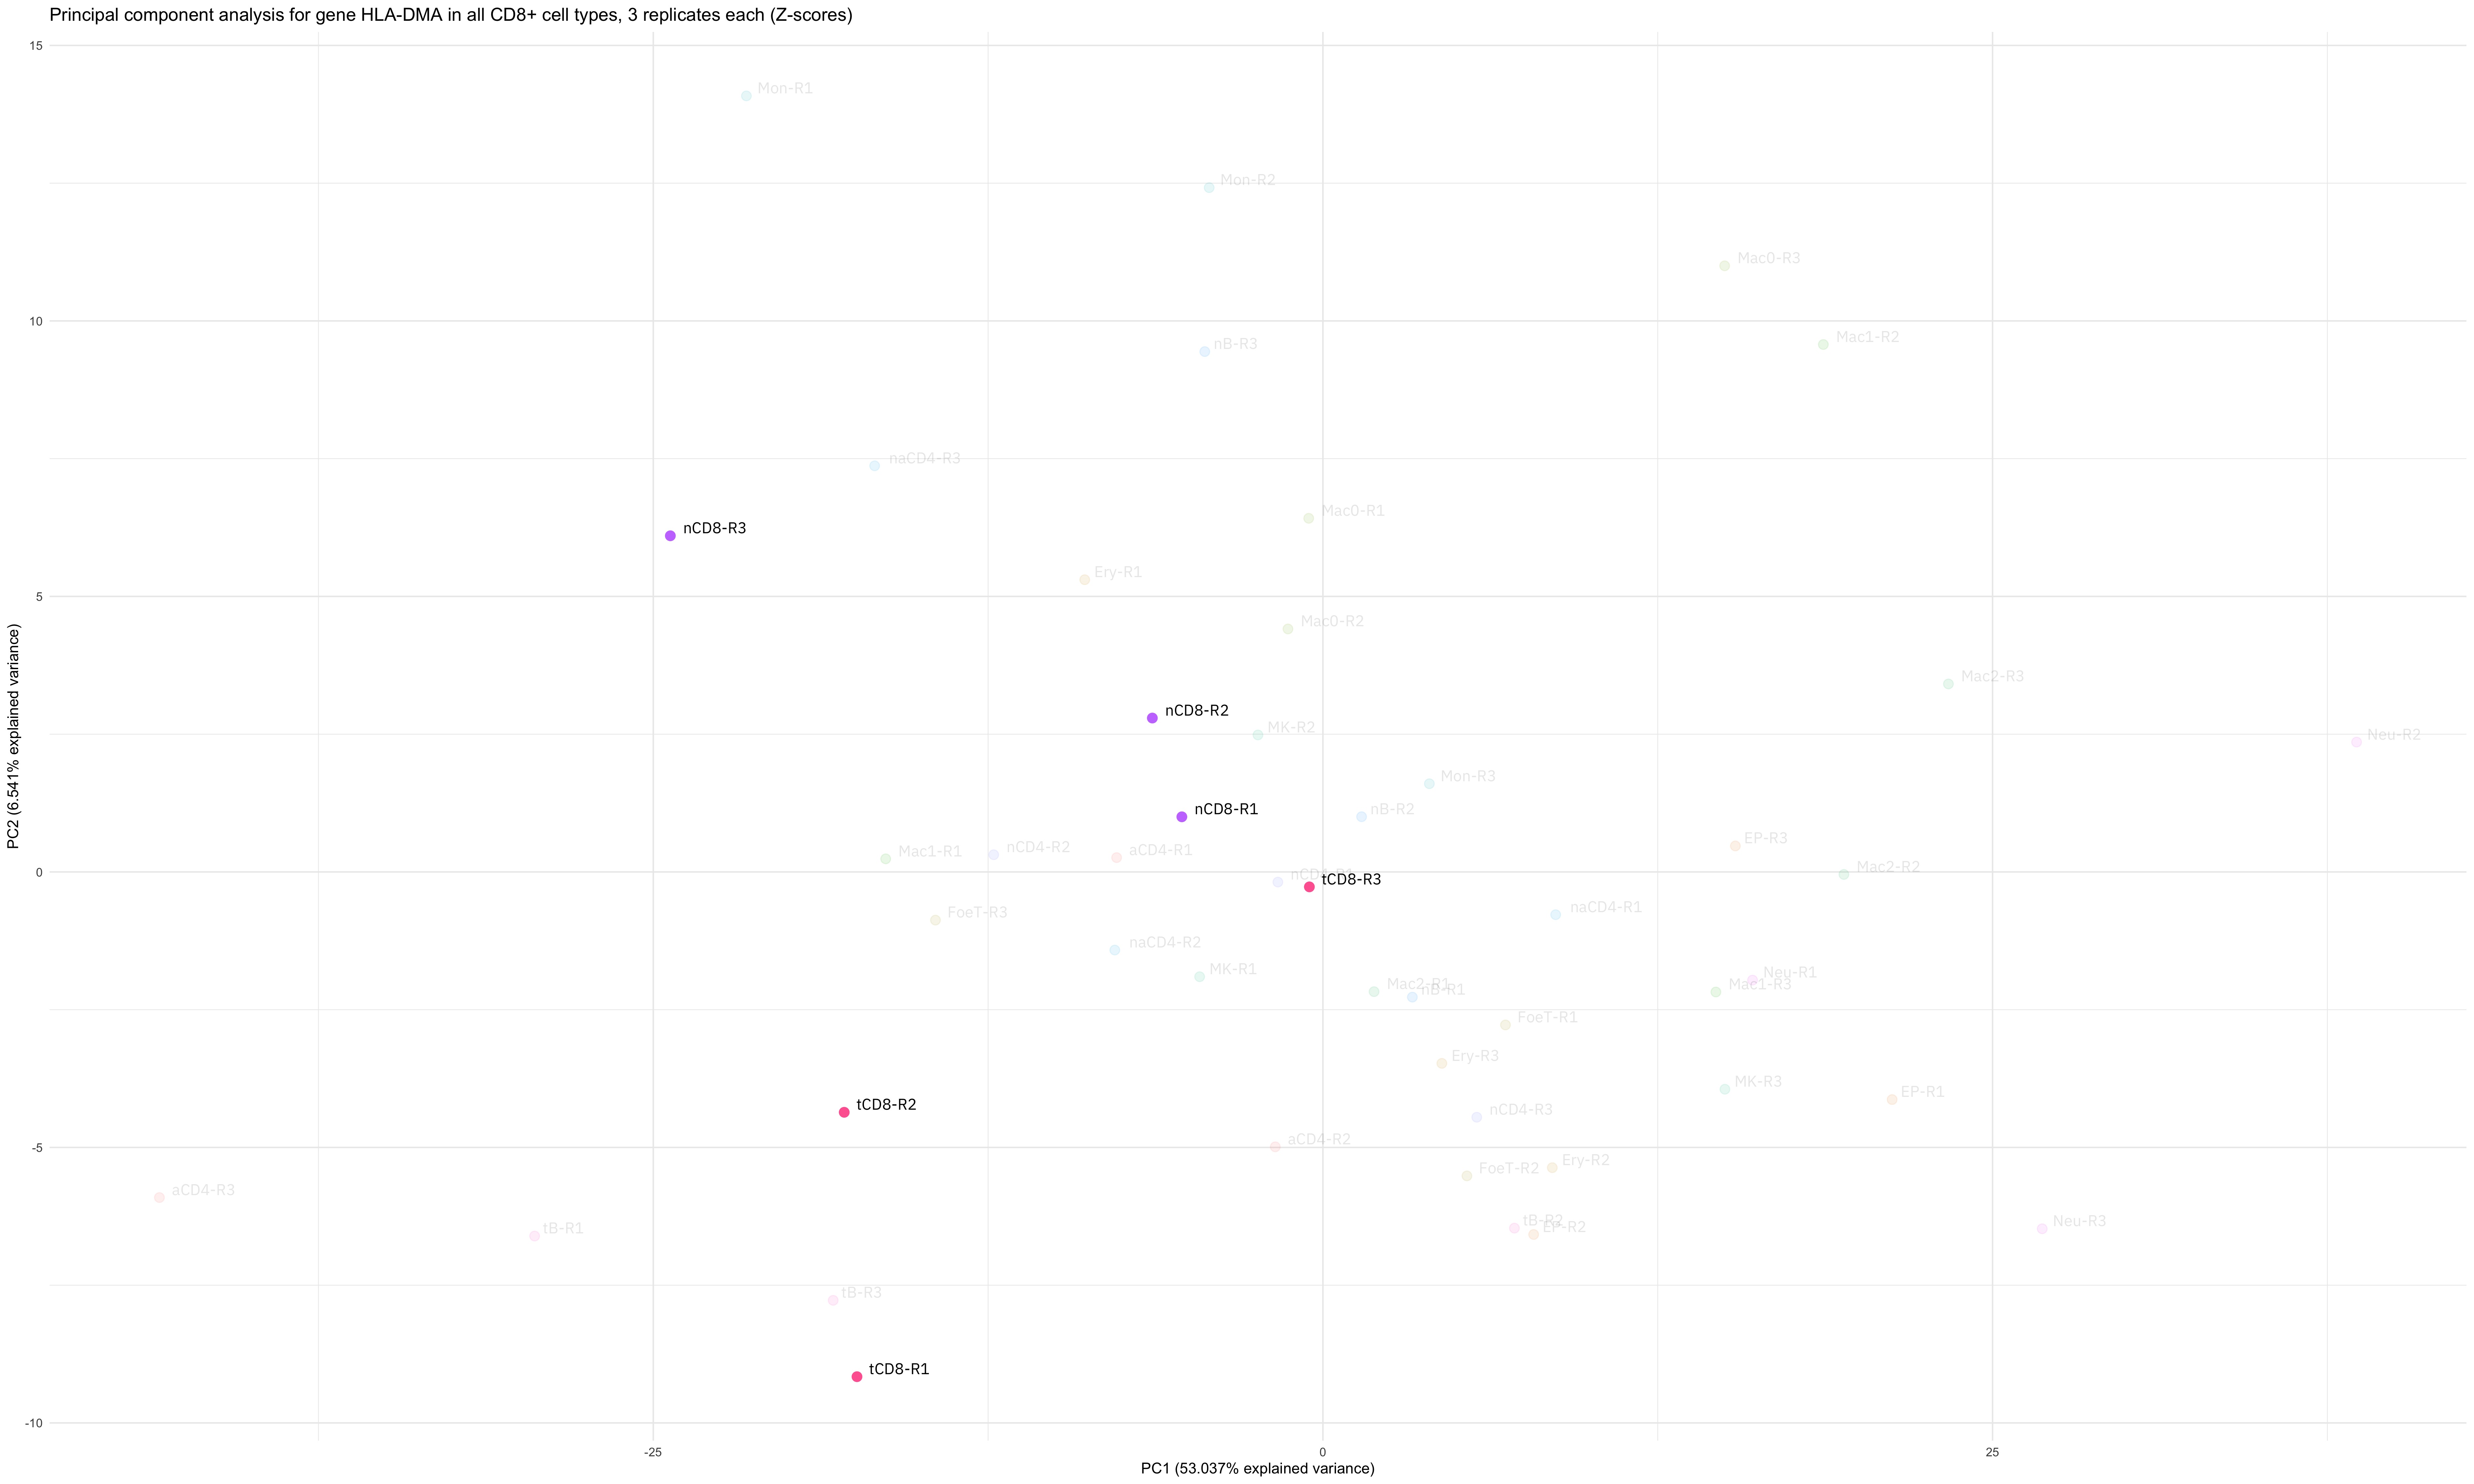 Principal component analysis for gene HLA-DMA in all CD8+ cell types, 3 replicates each (Z-scores)
15
Mon-R1
Mon-R2
Mac0-R3
10
Mac1-R2
nB-R3
naCD4-R3
nCD8-R3
Mac0-R1
Ery-R1
5
Mac0-R2
Mac2-R3
nCD8-R2
MK-R2
Neu-R2
Mon-R3
nCD8-R1
nB-R2
EP-R3
Mac1-R1
nCD4-R2
aCD4-R1
Mac2-R2
0
tCD8-R3
naCD4-R1
FoeT-R3
naCD4-R2
MK-R1
Neu-R1
Mac2-R1
nB-R1
Mac1-R3
FoeT-R1
Ery-R3
MK-R3
EP-R1
tCD8-R2
nCD4-R3
-5
aCD4-R2
Ery-R2
FoeT-R2
aCD4-R3
tB-R1
tB-R2
EP-R2
Neu-R3
tB-R3
tCD8-R1
-10
-25
0
25
PC1 (53.037% explained variance)
PC2 (6.541% explained variance)